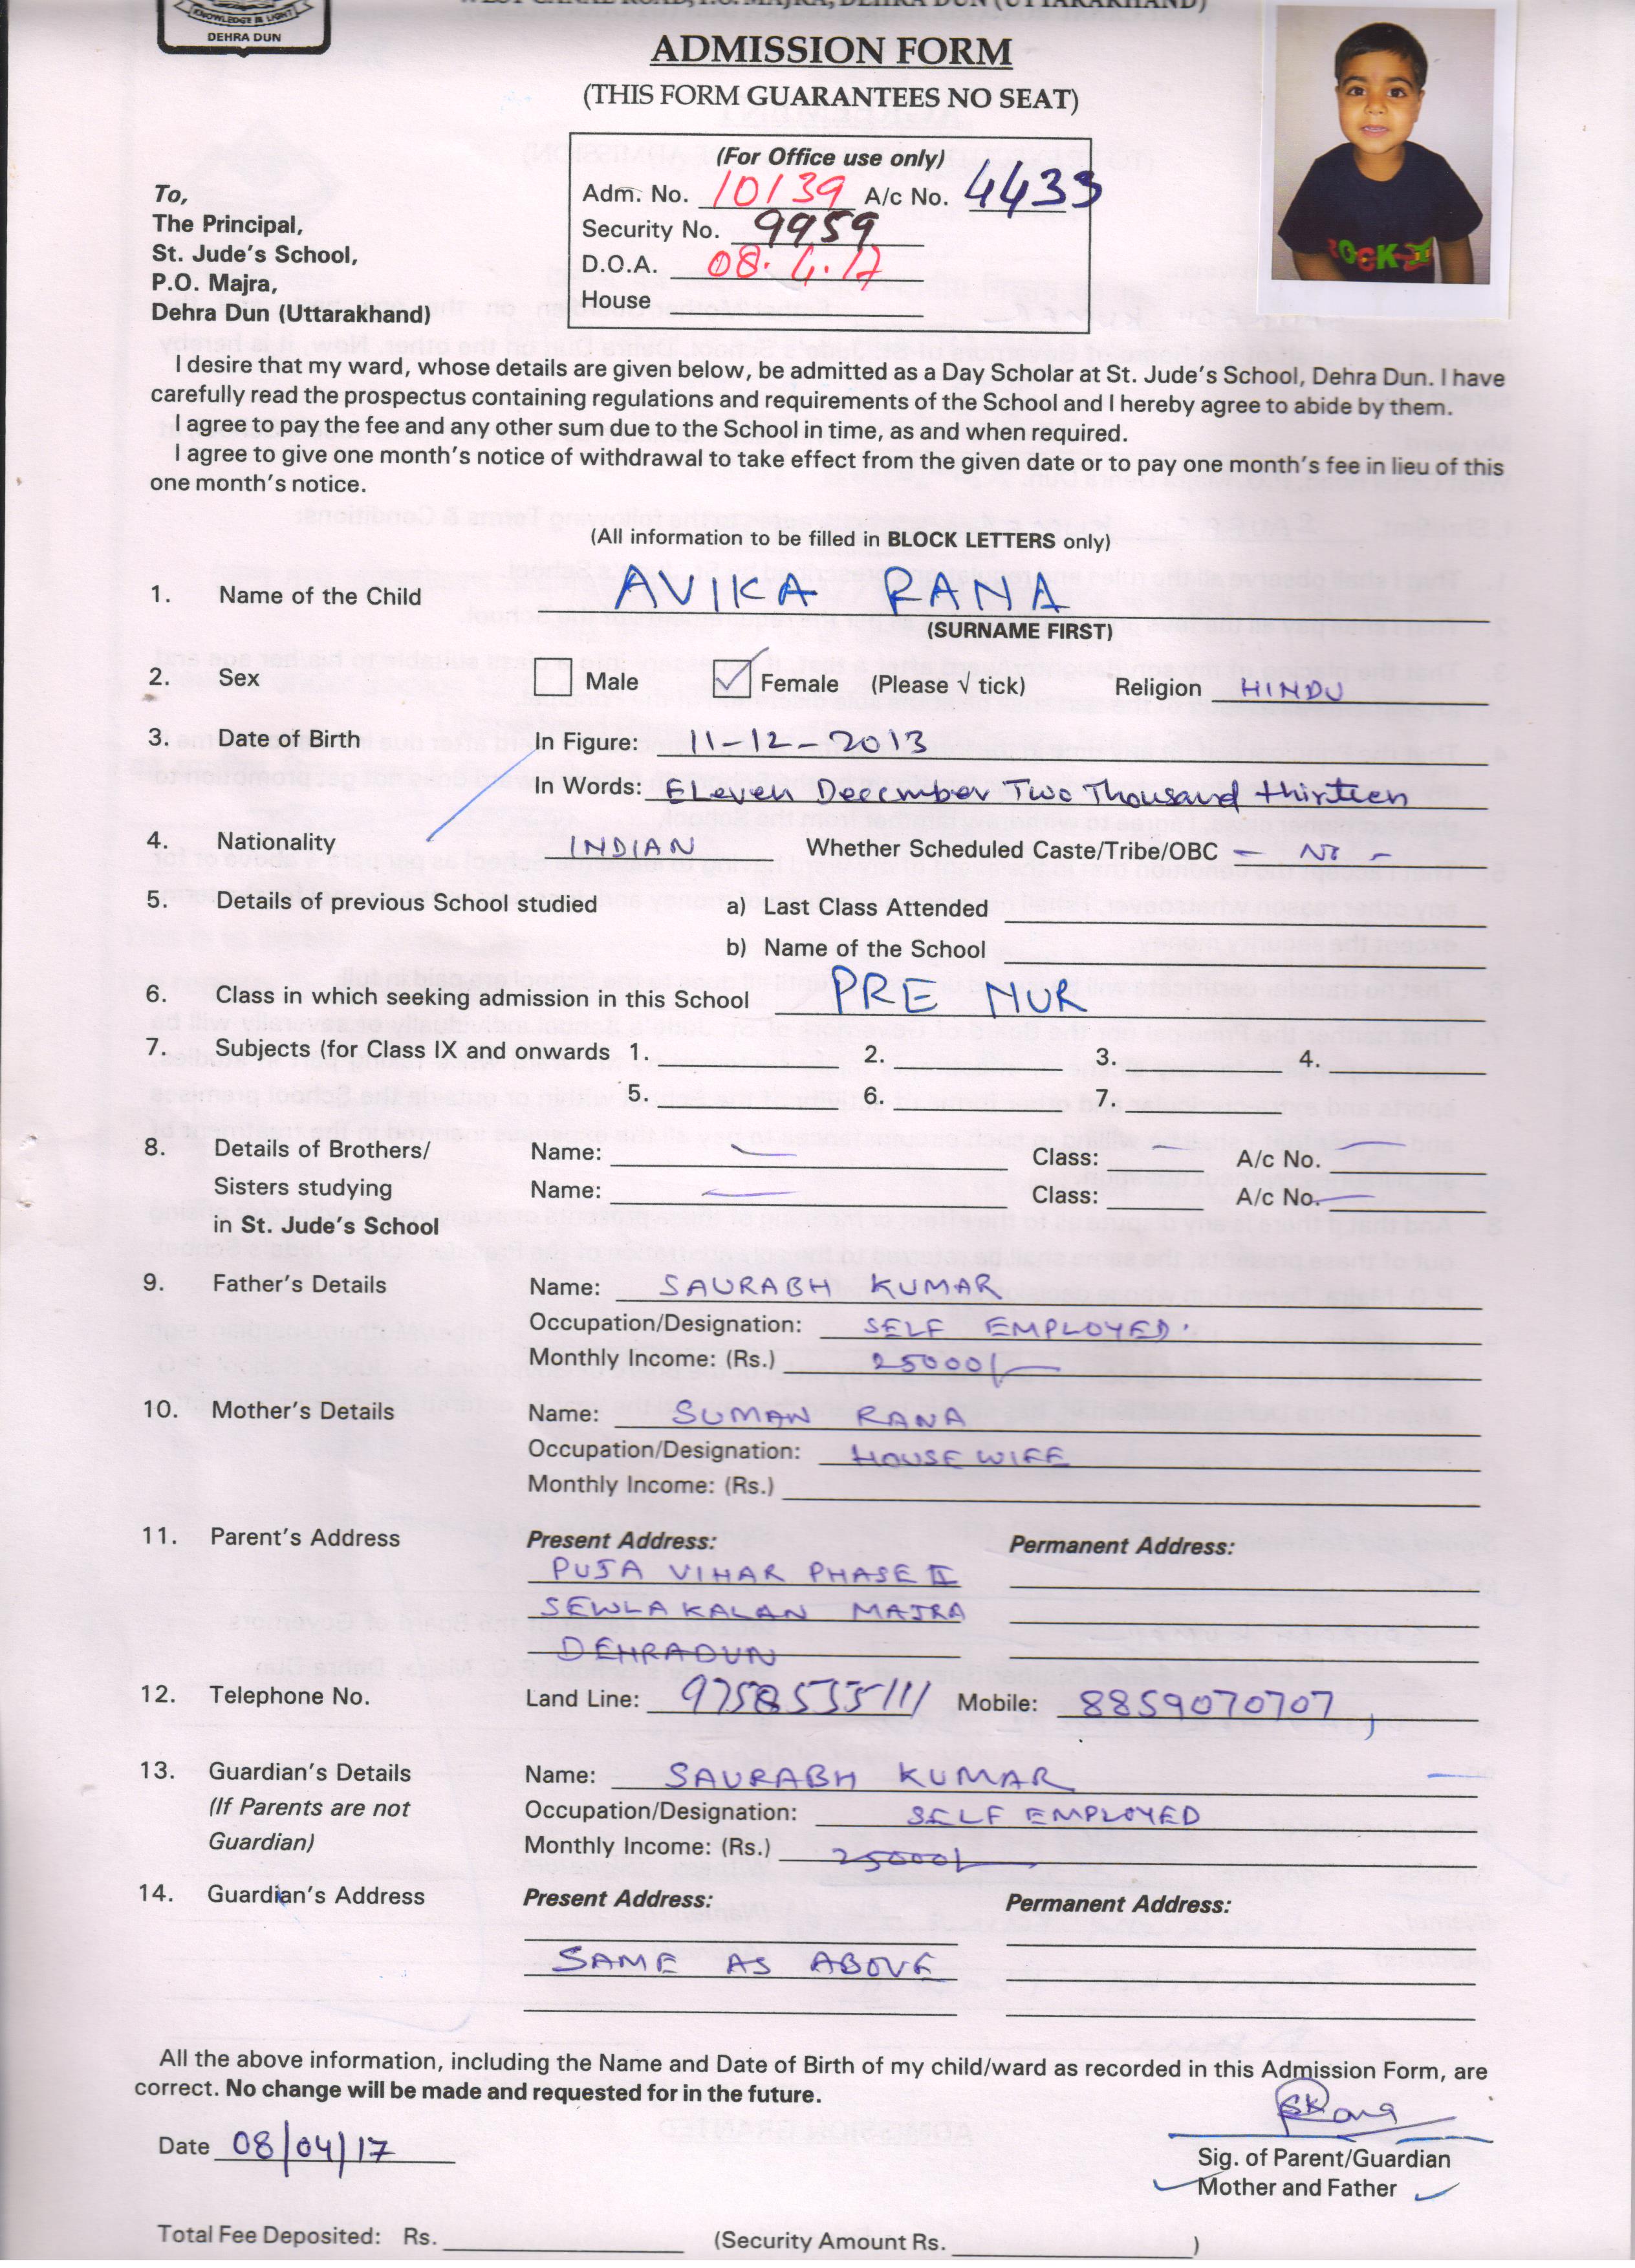 KNOWLEDGE IS LIGHT
DEHRA DUN
WEST CANAL ROAD, P.O. MAJRA, DEHRA DUN (UTTARAKHAND)
ADMISSION FORM
(THIS FORM GUARANTEES NO SEAT)
(For Office use only)
Adm. No. 10139 A/c No. 4433
Security No. 9959
D.O.A. 08.4.17
House
To,
The Principal,
St. Jude's School,
P.O. Majra,
Dehra Dun (Uttarakhand)
I desire that my ward, whose details are given below, be admitted as a Day Scholar at St. Jude's School, Dehra Dun. I have
carefully read the prospectus containing regulations and requirements of the School and I hereby agree to abide by them.
I agree to pay the fee and any other sum due to the School in time, as and when required.
I agree to give one month's notice of withdrawal to take effect from the given date or to pay one month's fee in lieu of this
one month's notice.
(All information to be filled in BLOCK LETTERS only)
1. Name of the Child AVIKA RANA
(SURNAME FIRST)
2. Sex Male ✓ Female (Please √ tick) Religion HINDU
3. Date of Birth In Figure: 11-12-2013
In Words: ELeven December Two Thousand thirteen
4. Nationality INDIAN Whether Scheduled Caste/Tribe/OBC - NO -
5. Details of previous School studied a) Last Class Attended
b) Name of the School
6. Class in which seeking admission in this School PRE NUR
7. Subjects (for Class IX and onwards 1. 2. 3. 4.
5. 6. 7.
8. Details of Brothers/ Name: — Class: — A/c No. —
Sisters studying Name: — Class: A/c No. —
in St. Jude's School
9. Father's Details Name: SAURABH KUMAR
Occupation/Designation: SELF EMPLOYED
Monthly Income: (Rs.) 25000/-
10. Mother's Details Name: SUMAN RANA
Occupation/Designation: HOUSE WIFE
Monthly Income: (Rs.)
11. Parent's Address Present Address: Permanent Address:
PUJA VIHAR PHASE II
SEWLA KALAN MAJRA
DEHRADUN
12. Telephone No. Land Line: 9758535111 Mobile: 8859070707,
13. Guardian's Details Name: SAURABH KUMAR
(If Parents are not Occupation/Designation: SELF EMPLOYED
Guardian) Monthly Income: (Rs.) 25000/-
14. Guardian's Address Present Address: Permanent Address:
SAME AS ABOVE
All the above information, including the Name and Date of Birth of my child/ward as recorded in this Admission Form, are
correct. No change will be made and requested for in the future.
SKRana
Date 08/04/17
Sig. of Parent/Guardian
Mother and Father
Total Fee Deposited: Rs. (Security Amount Rs. )